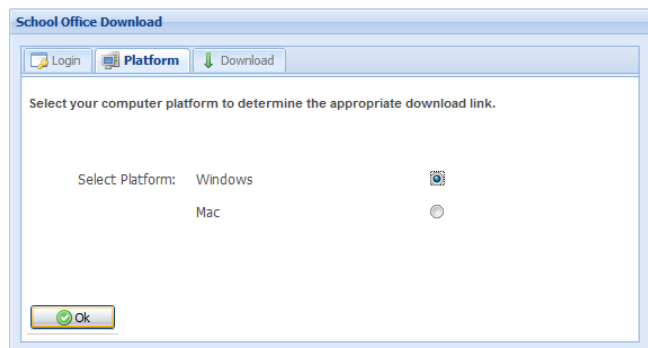 School Office Download
Login Platform Download
Select your computer platform to determine the appropriate download link.
Select Platform: Windows
Mac
Ok